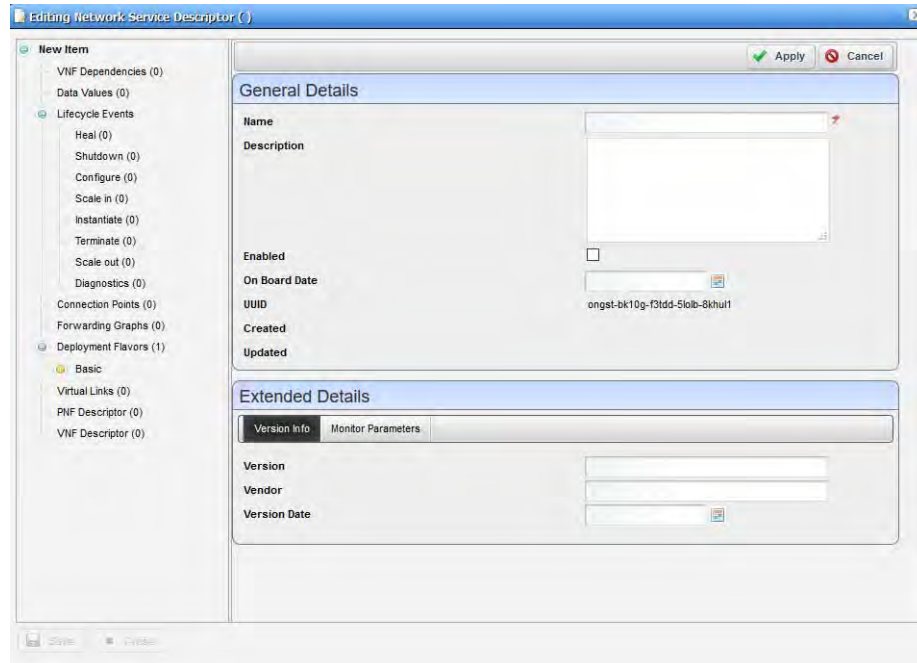 Editing Network Service Descriptor ( )
New Item
VNF Dependencies (0)
Data Values (0)
Lifecycle Events
Heal (0)
Shutdown (0)
Configure (0)
Scale in (0)
Instantiate (0)
Terminate (0)
Scale out (0)
Diagnostics (0)
Connection Points (0)
Forwarding Graphs (0)
Deployment Flavors (1)
Basic
Virtual Links (0)
PNF Descriptor (0)
VNF Descriptor (0)
Apply
Cancel
General Details
Name
Description
Enabled
On Board Date
UUID ongst-bk10g-f3tdd-5lolb-8khul1
Created
Updated
Extended Details
Version Info
Monitor Parameters
Version
Vendor
Version Date
Save